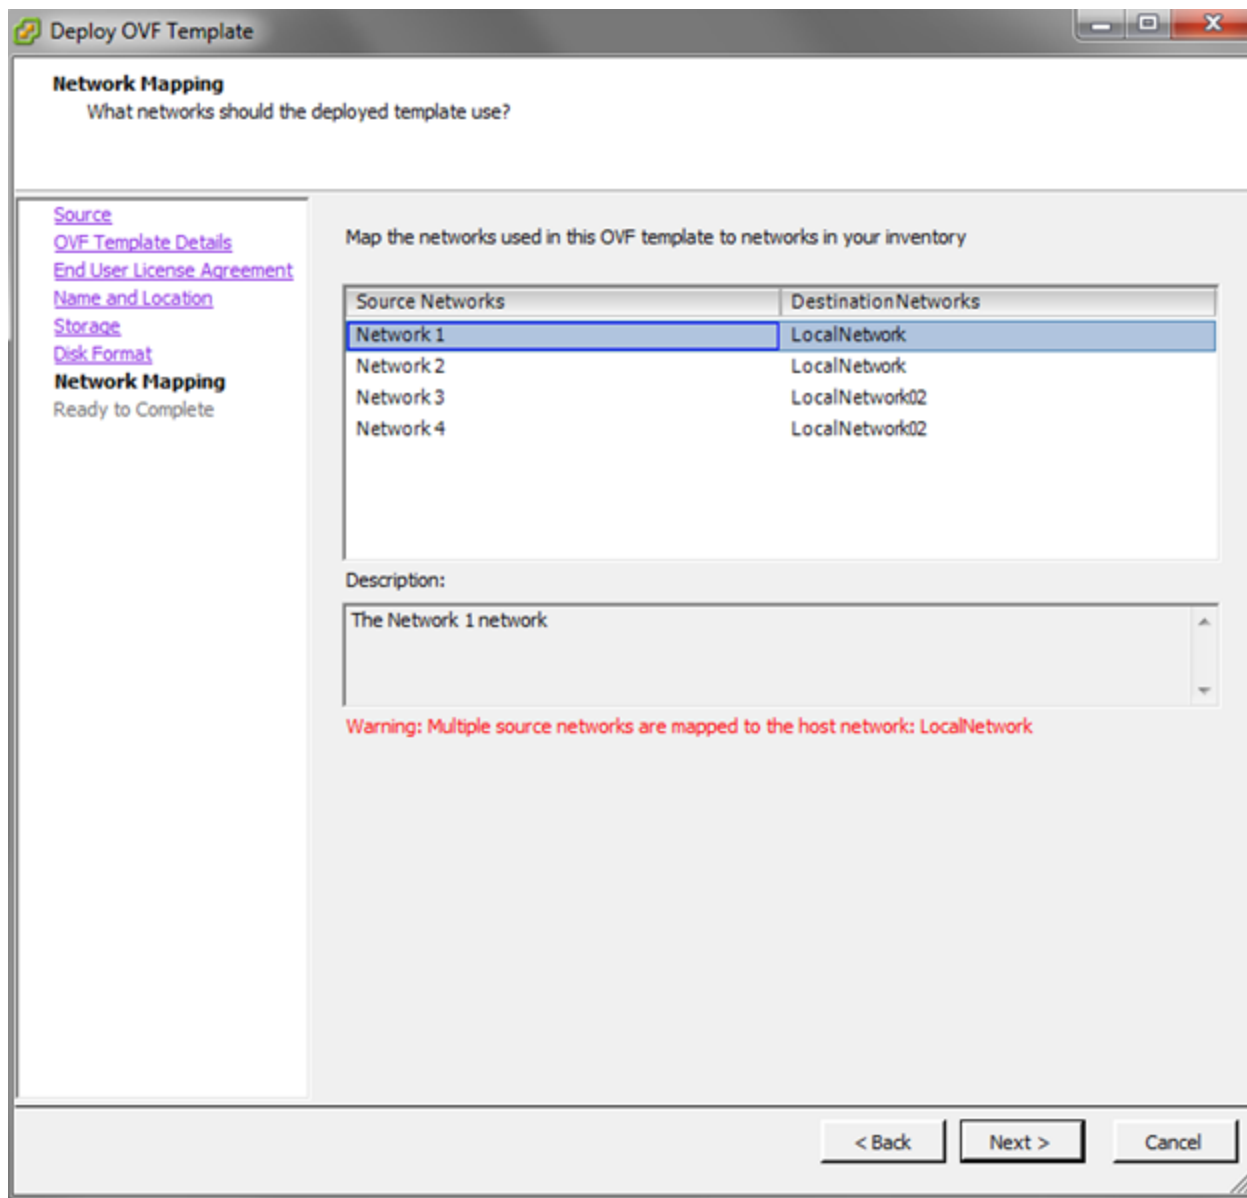 Deploy OVF Template
Network Mapping
What networks should the deployed template use?
Source
OVF Template Details
End User License Agreement
Name and Location
Storage
Disk Format
Network Mapping
Ready to Complete
Map the networks used in this OVF template to networks in your inventory
Source Networks DestinationNetworks
Network 1 LocalNetwork
Network 2 LocalNetwork
Network 3 LocalNetwork02
Network 4 LocalNetwork02
Description:
The Network 1 network
Warning: Multiple source networks are mapped to the host network: LocalNetwork
< Back Next > Cancel